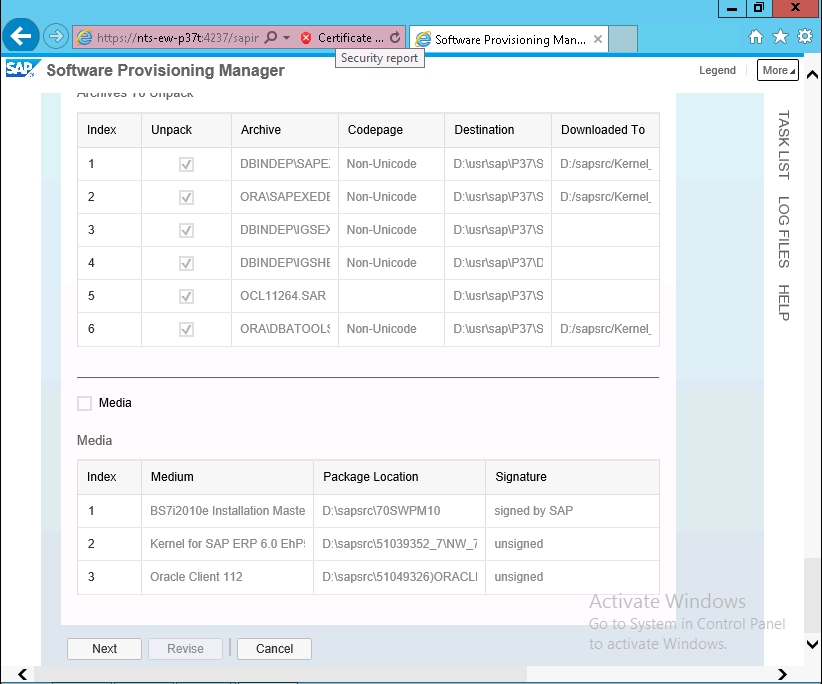 https://nts-ew-p37t:4237/sapir
Certificate ...
Software Provisioning Man...
Security report
SAP Software Provisioning Manager
Legend
More
Archives To Unpack
Index Unpack Archive Codepage Destination Downloaded To
1 DBINDEP\SAPEX Non-Unicode D:\usr\sap\P37\S D:/sapsrc/Kernel_
2 ORA\SAPEXEDB Non-Unicode D:\usr\sap\P37\S D:/sapsrc/Kernel_
3 DBINDEP\IGSEX Non-Unicode D:\usr\sap\P37\S
4 DBINDEP\IGSHE Non-Unicode D:\usr\sap\P37\D
5 OCL11264.SAR D:\usr\sap\P37\S
6 ORA\DBATOOLS Non-Unicode D:\usr\sap\P37\S D:/sapsrc/Kernel_
Media
Media
Index Medium Package Location Signature
1 BS7i2010e Installation Maste D:\sapsrc\70SWPM10 signed by SAP
2 Kernel for SAP ERP 6.0 EhP5 D:\sapsrc\51039352_7\NW_7 unsigned
3 Oracle Client 112 D:\sapsrc\51049326)ORACLI unsigned
Next
Revise
Cancel
TASK LIST
LOG FILES
HELP
Activate Windows
Go to System in Control Panel
to activate Windows.